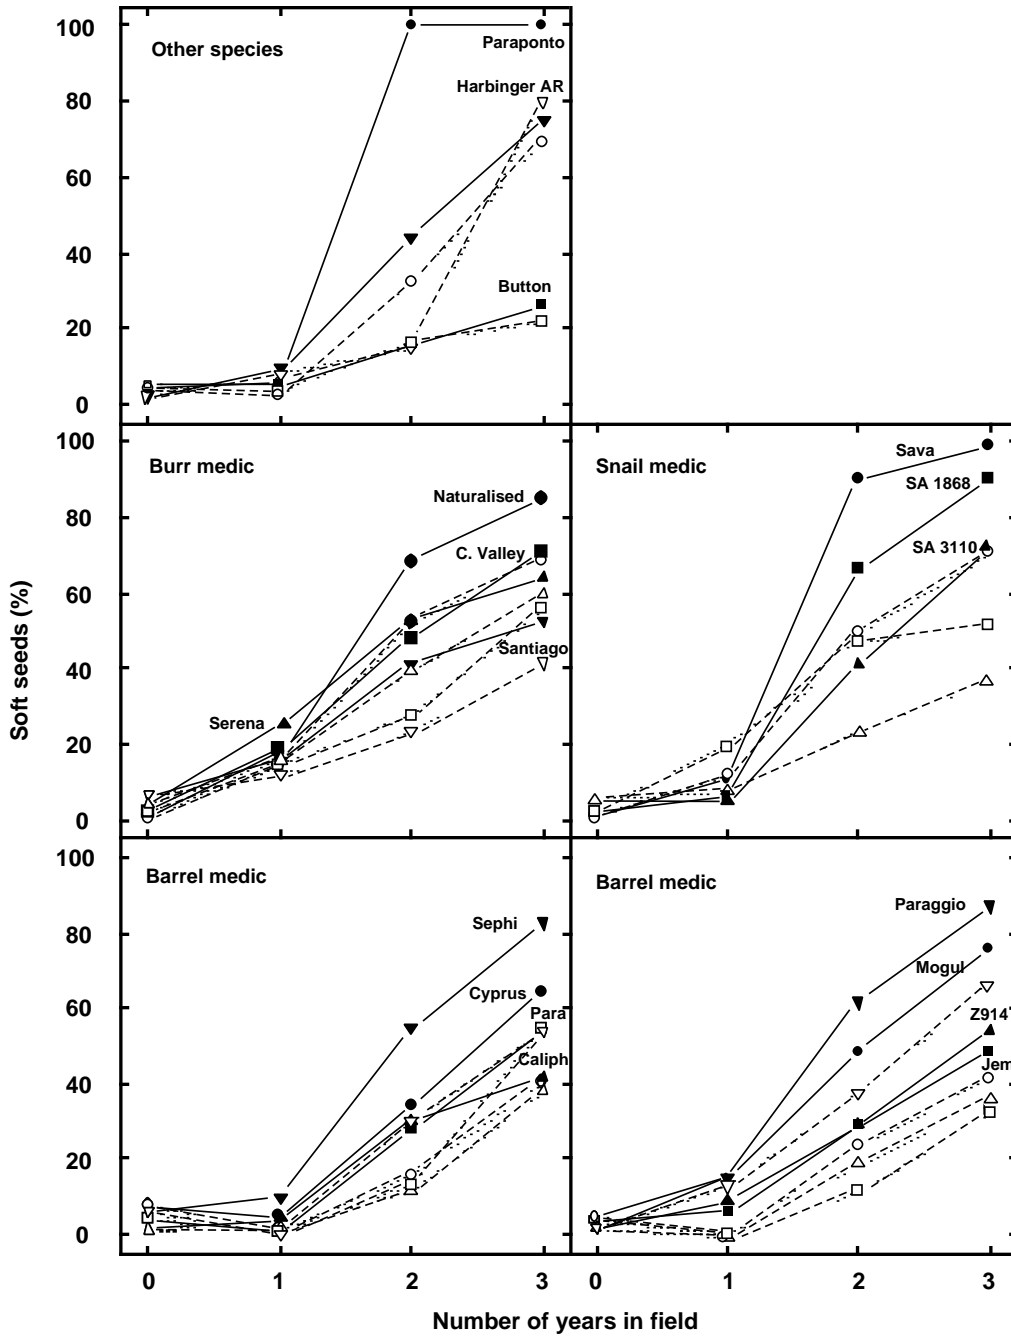 100
Other species
Paraponto
80
Harbinger AR
60
40
Button
20
0
100
Burr medic
Naturalised
80
C. Valley
60
Santiago
40
Serena
20
0
Snail medic
Sava
SA 1868
SA 3110
Soft seeds (%)
100
Barrel medic
80
Sephi
60
Cyprus
Para
Caliph
40
20
0
0 1 2 3
Barrel medic
Paraggio
Mogul
Z914
Jem
0 1 2 3
Number of years in field